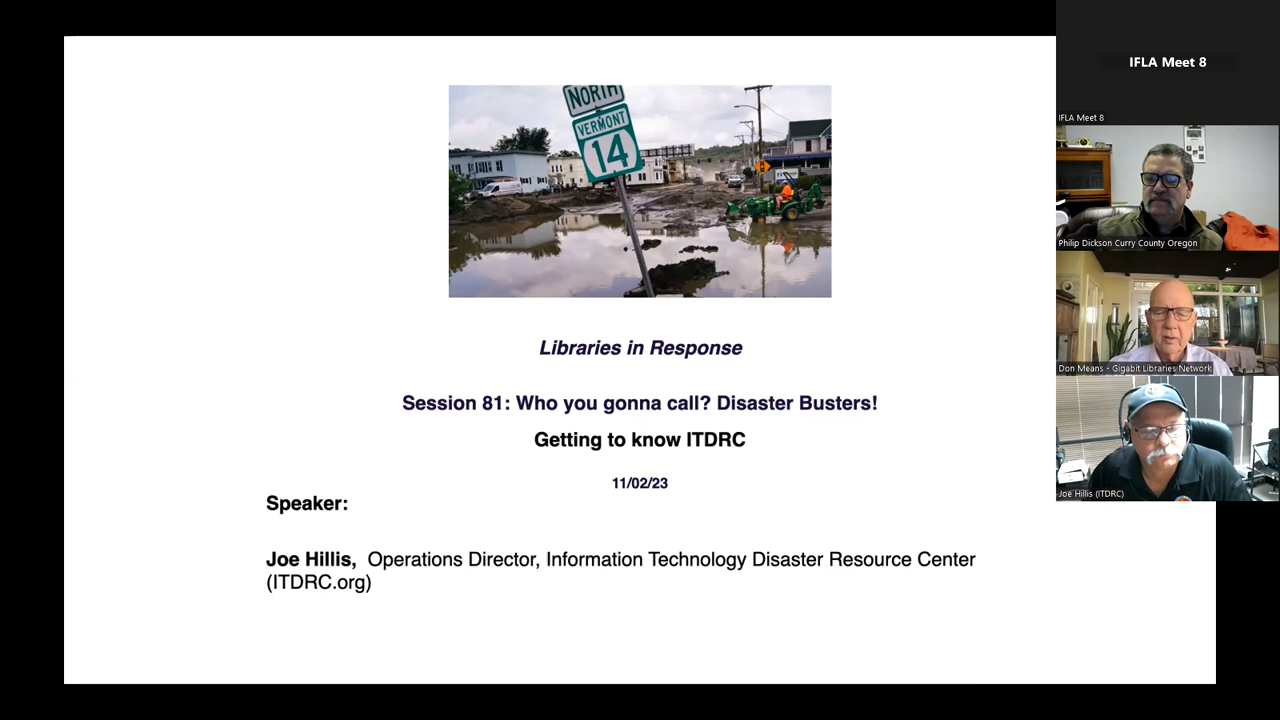 NORTH
VERMONT
14
Libraries in Response
Session 81: Who you gonna call? Disaster Busters!
Getting to know ITDRC
11/02/23
Speaker:
Joe Hillis, Operations Director, Information Technology Disaster Resource Center
(ITDRC.org)
IFLA Meet 8
IFLA Meet 8
Philip Dickson Curry County Oregon
Don Means - Gigabit Libraries Network
Joe Hillis (ITDRC)